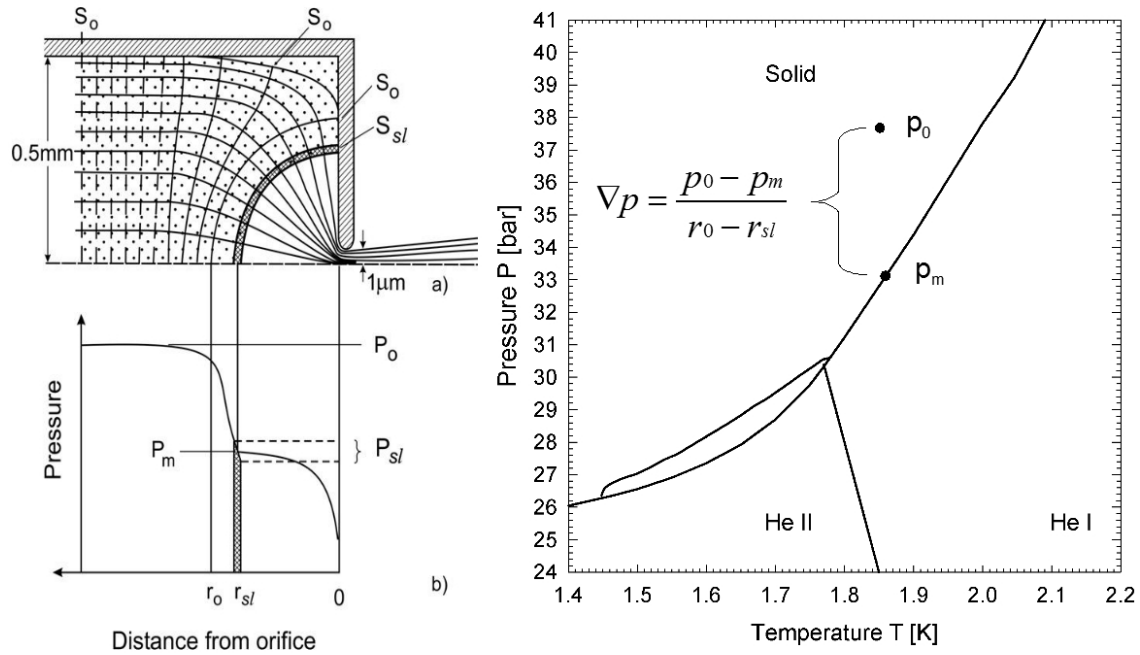 S₀
S₀
S₀
S_sl
0.5mm
1μm
a)
Pressure
P₀
P_m
} P_sl
r₀ r_sl 0
b)
Distance from orifice
Pressure P [bar]
41
40
39
38
37
36
35
34
33
32
31
30
29
28
27
26
25
24
Solid
p₀
∇p = (p₀ − p_m) / (r₀ − r_sl)
p_m
He II
He I
1.4 1.5 1.6 1.7 1.8 1.9 2.0 2.1 2.2
Temperature T [K]